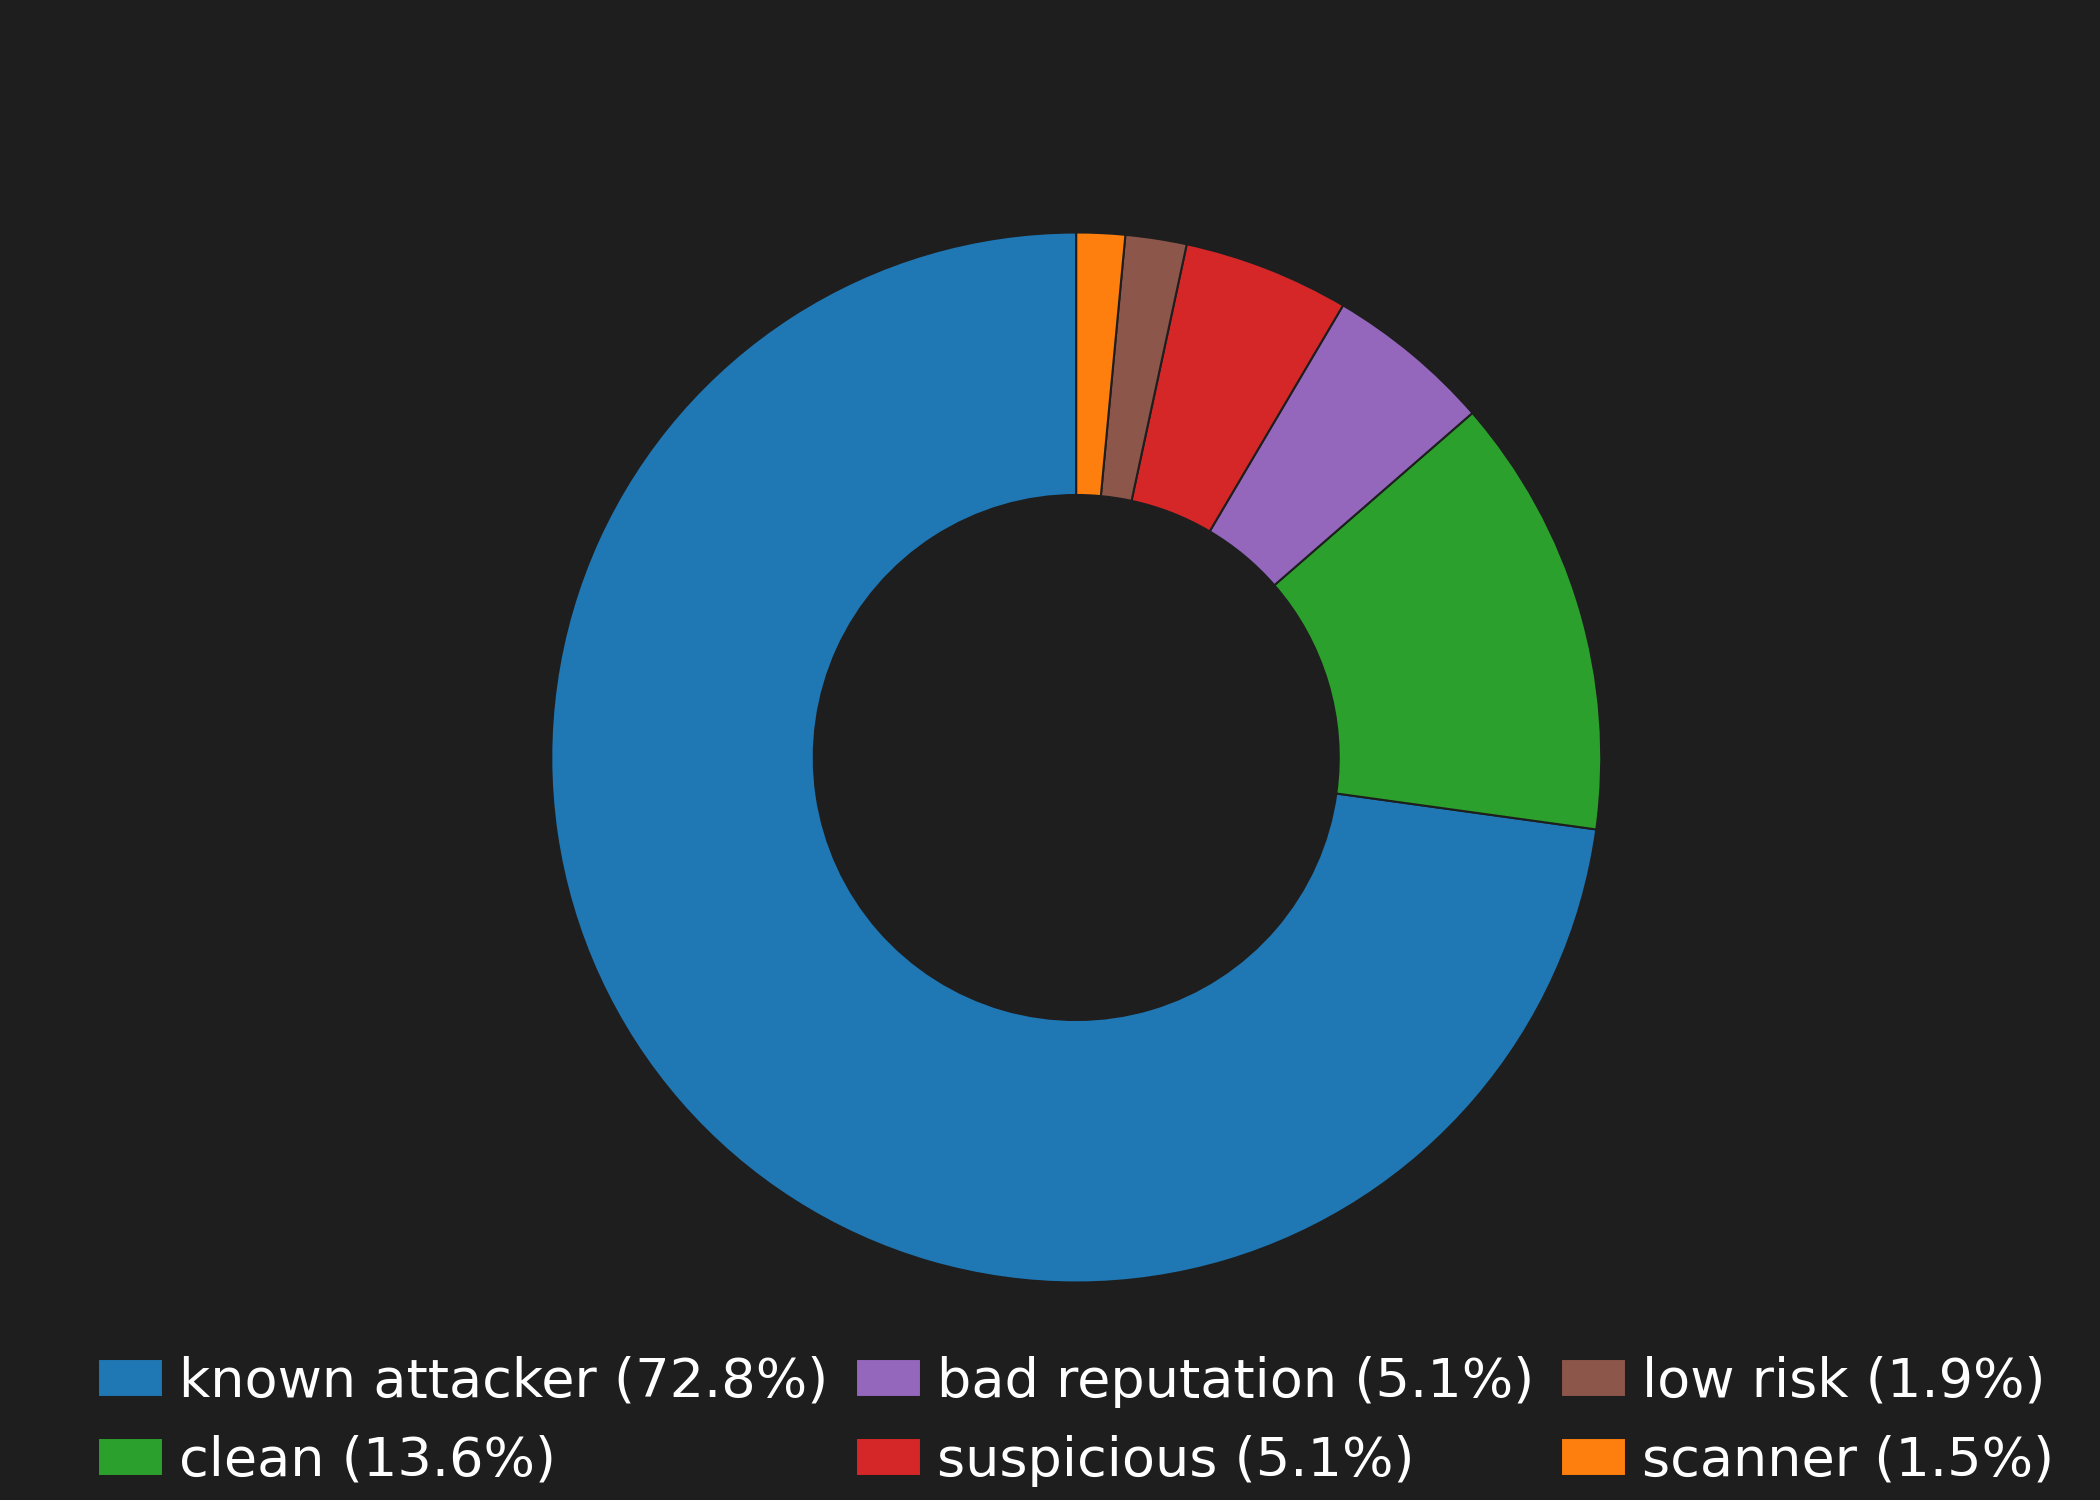 known attacker (72.8%)
clean (13.6%)
bad reputation (5.1%)
suspicious (5.1%)
low risk (1.9%)
scanner (1.5%)